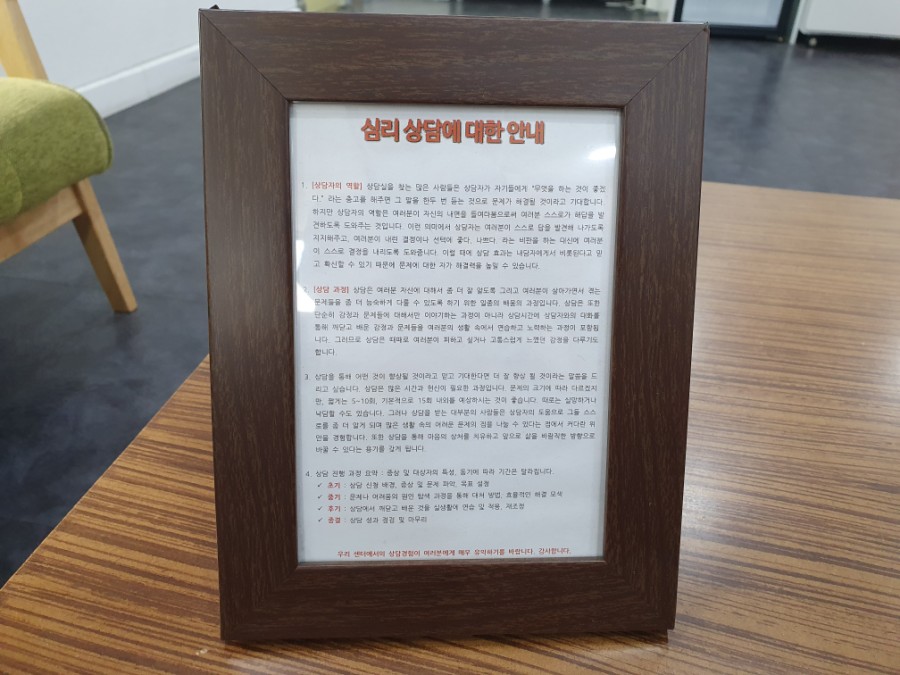 심리 상담에 대한 안내
1. [상담자의 역할] 상담실을 찾는 많은 사람들은 상담자가 자기들에게 "무엇을 하는 것이 좋겠
다." 라는 충고를 해주면 그 말을 한두 번 듣는 것으로 문제가 해결될 것이라고 기대합니다.
하지만 상담자의 역할은 여러분이 자신의 내면을 들여다봄으로써 여러분 스스로가 해답을 발
견하도록 도와주는 것입니다. 이런 의미에서 상담자는 여러분이 스스로 답을 발견해 나가도록
지지해주고, 여러분이 내린 결정이나 선택에 좋다, 나쁘다. 라는 비판을 하는 대신에 여러분
이 스스로 결정을 내리도록 도와줍니다. 이럴 때에 상담 효과는 내담자에게서 비롯된다고 믿
고 확신할 수 있기 때문에 문제에 대한 자기 해결력을 높일 수 있습니다.
2. [상담 과정] 상담은 여러분 자신에 대해서 좀 더 잘 알도록 그리고 여러분이 살아가면서 겪는
문제들을 좀 더 능숙하게 다룰 수 있도록 하기 위한 일종의 배움의 과정입니다. 상담은 또한
단순히 감정과 문제들에 대해서만 이야기하는 과정이 아니라 상담시간에 상담자와의 대화를
통해 깨닫고 배운 감정과 문제들을 여러분의 생활 속에서 연습하고 노력하는 과정이 포함됩
니다. 그러므로 상담은 때때로 여러분이 피하고 싶거나 고통스럽게 느꼈던 감정을 다루기도
합니다.
3. 상담을 통해 어떤 것이 향상될 것이라고 믿고 기대한다면 더 잘 향상 될 것이라는 말씀을 드
리고 싶습니다. 상담은 많은 시간과 헌신이 필요한 과정입니다. 문제의 크기에 따라 다르겠지
만, 짧게는 5~10회, 기본적으로 15회 내외를 예상하시는 것이 좋습니다. 때로는 실망하거나
낙담할 수도 있습니다. 그러나 상담을 받는 대부분의 사람들은 상담자의 도움으로 그들 스스
로를 좀 더 알게 되며 많은 생활 속의 어려운 문제의 짐을 나눌 수 있다는 점에서 커다란 위
안을 경험합니다. 또한 상담을 통해 마음의 상처를 치유하고 앞으로 삶을 바람직한 방향으로
바꿀 수 있다는 용기를 갖게 됩니다.
4. 상담 진행 과정 요약 : 증상 및 대상자의 특성, 동기에 따라 기간은 달라집니다.
✓ 초기 : 상담 신청 배경, 증상 및 문제 파악, 목표 설정
✓ 중기 : 문제나 어려움의 원인 탐색 과정을 통해 대처 방법, 효율적인 해결 모색
✓ 후기 : 상담에서 깨닫고 배운 것을 실생활에 연습 및 적용, 재조정
✓ 종결 : 상담 성과 점검 및 마무리
우리 센터에서의 상담경험이 여러분에게 매우 유익하기를 바랍니다. 감사합니다.